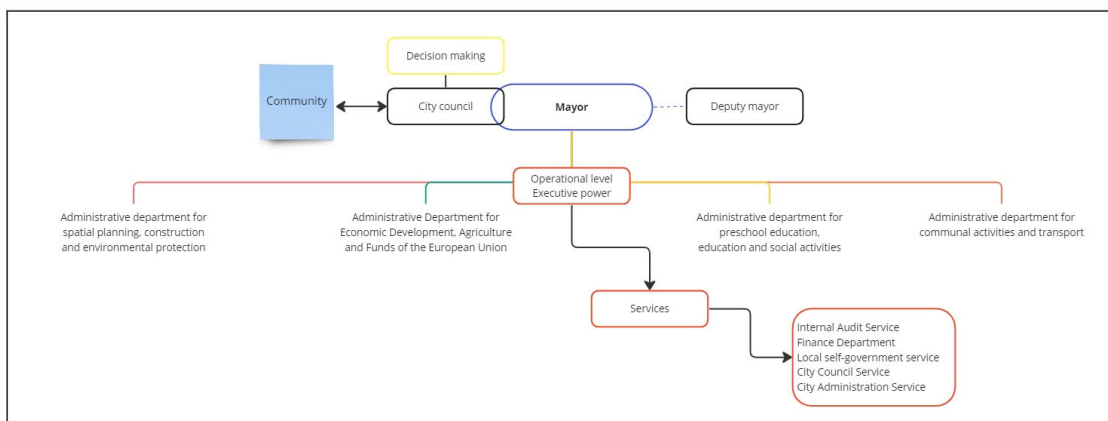 Decision making
Community
City council
Mayor
Deputy mayor
Operational level
Executive power
Administrative department for
spatial planning, construction
and environmental protection
Administrative Department for
Economic Development, Agriculture
and Funds of the European Union
Administrative department for
preschool education,
education and social activities
Administrative department for
communal activities and transport
Services
Internal Audit Service
Finance Department
Local self-government service
City Council Service
City Administration Service